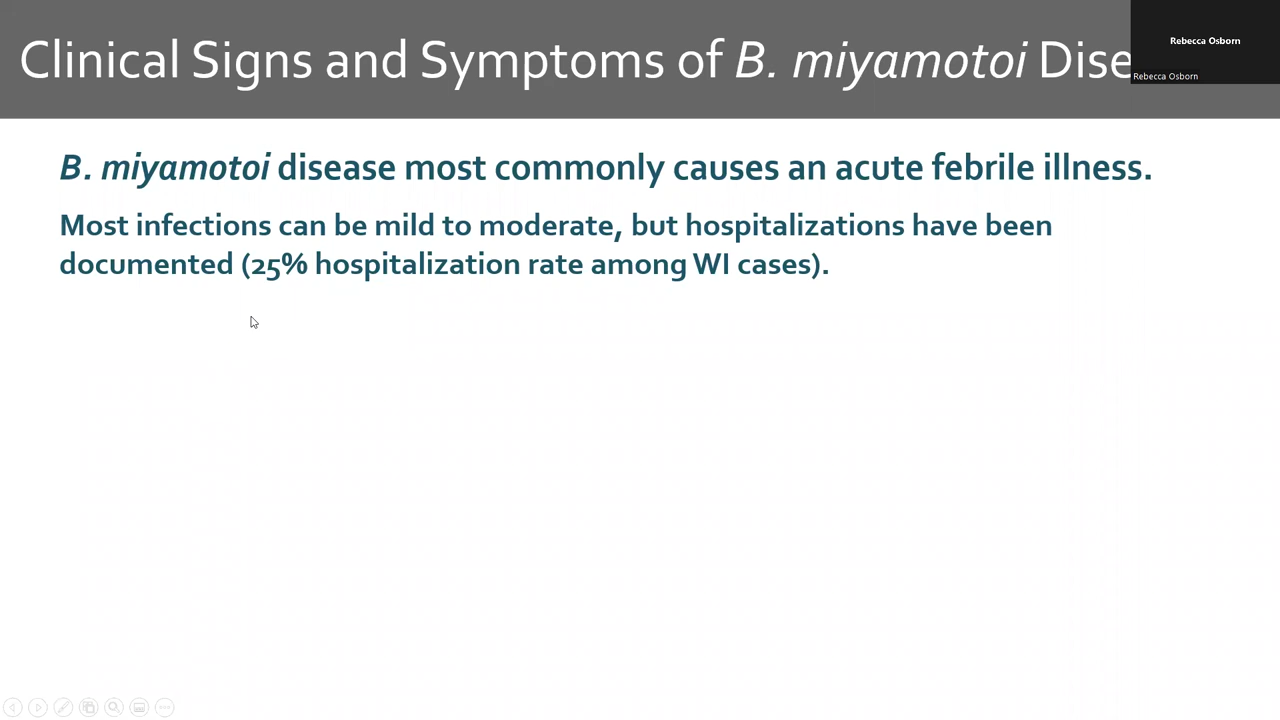 Clinical Signs and Symptoms of B. miyamotoi Dise
Rebecca Osborn
Rebecca Osborn
B. miyamotoi disease most commonly causes an acute febrile illness.
Most infections can be mild to moderate, but hospitalizations have been
documented (25% hospitalization rate among WI cases).